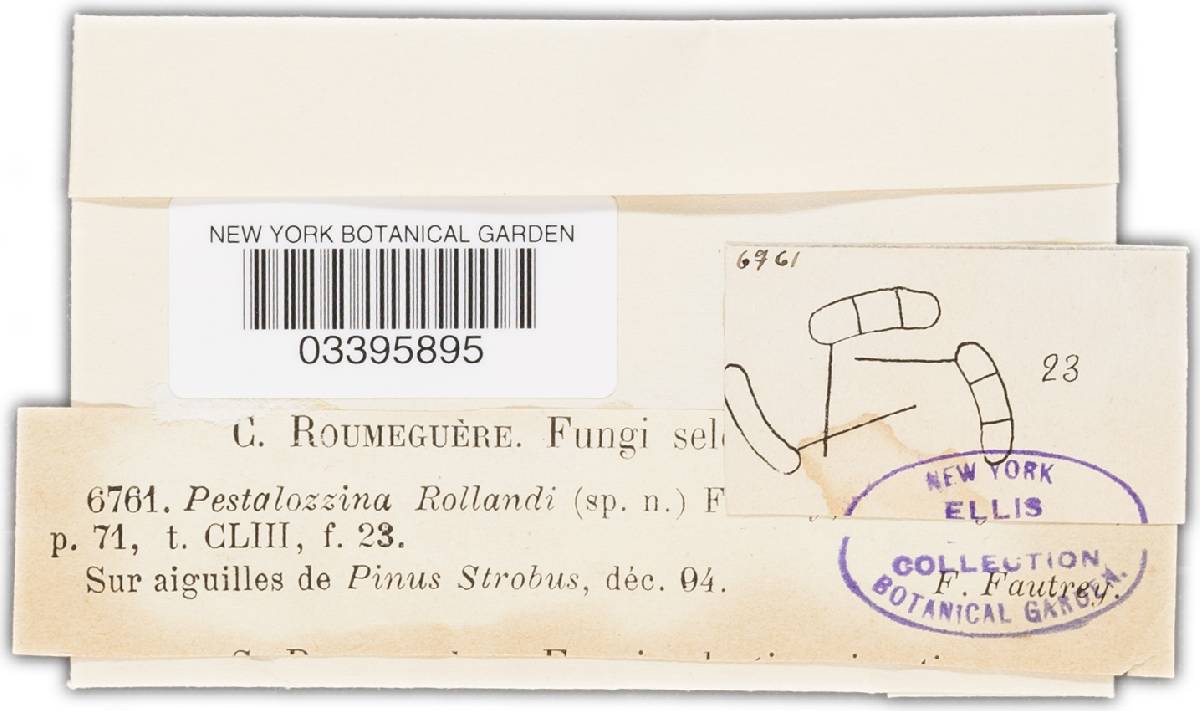 NEW YORK BOTANICAL GARDEN
03395895
6761
23
C. ROUMEGUÈRE. Fungi sel
6761. Pestalozzina Rollandi (sp. n.) F
p. 71, t. CLIII, f. 23.
Sur aiguilles de Pinus Strobus, déc. 94.
F. Fautrey.
NEW YORK
ELLIS
COLLECTION
BOTANICAL GARDEN.